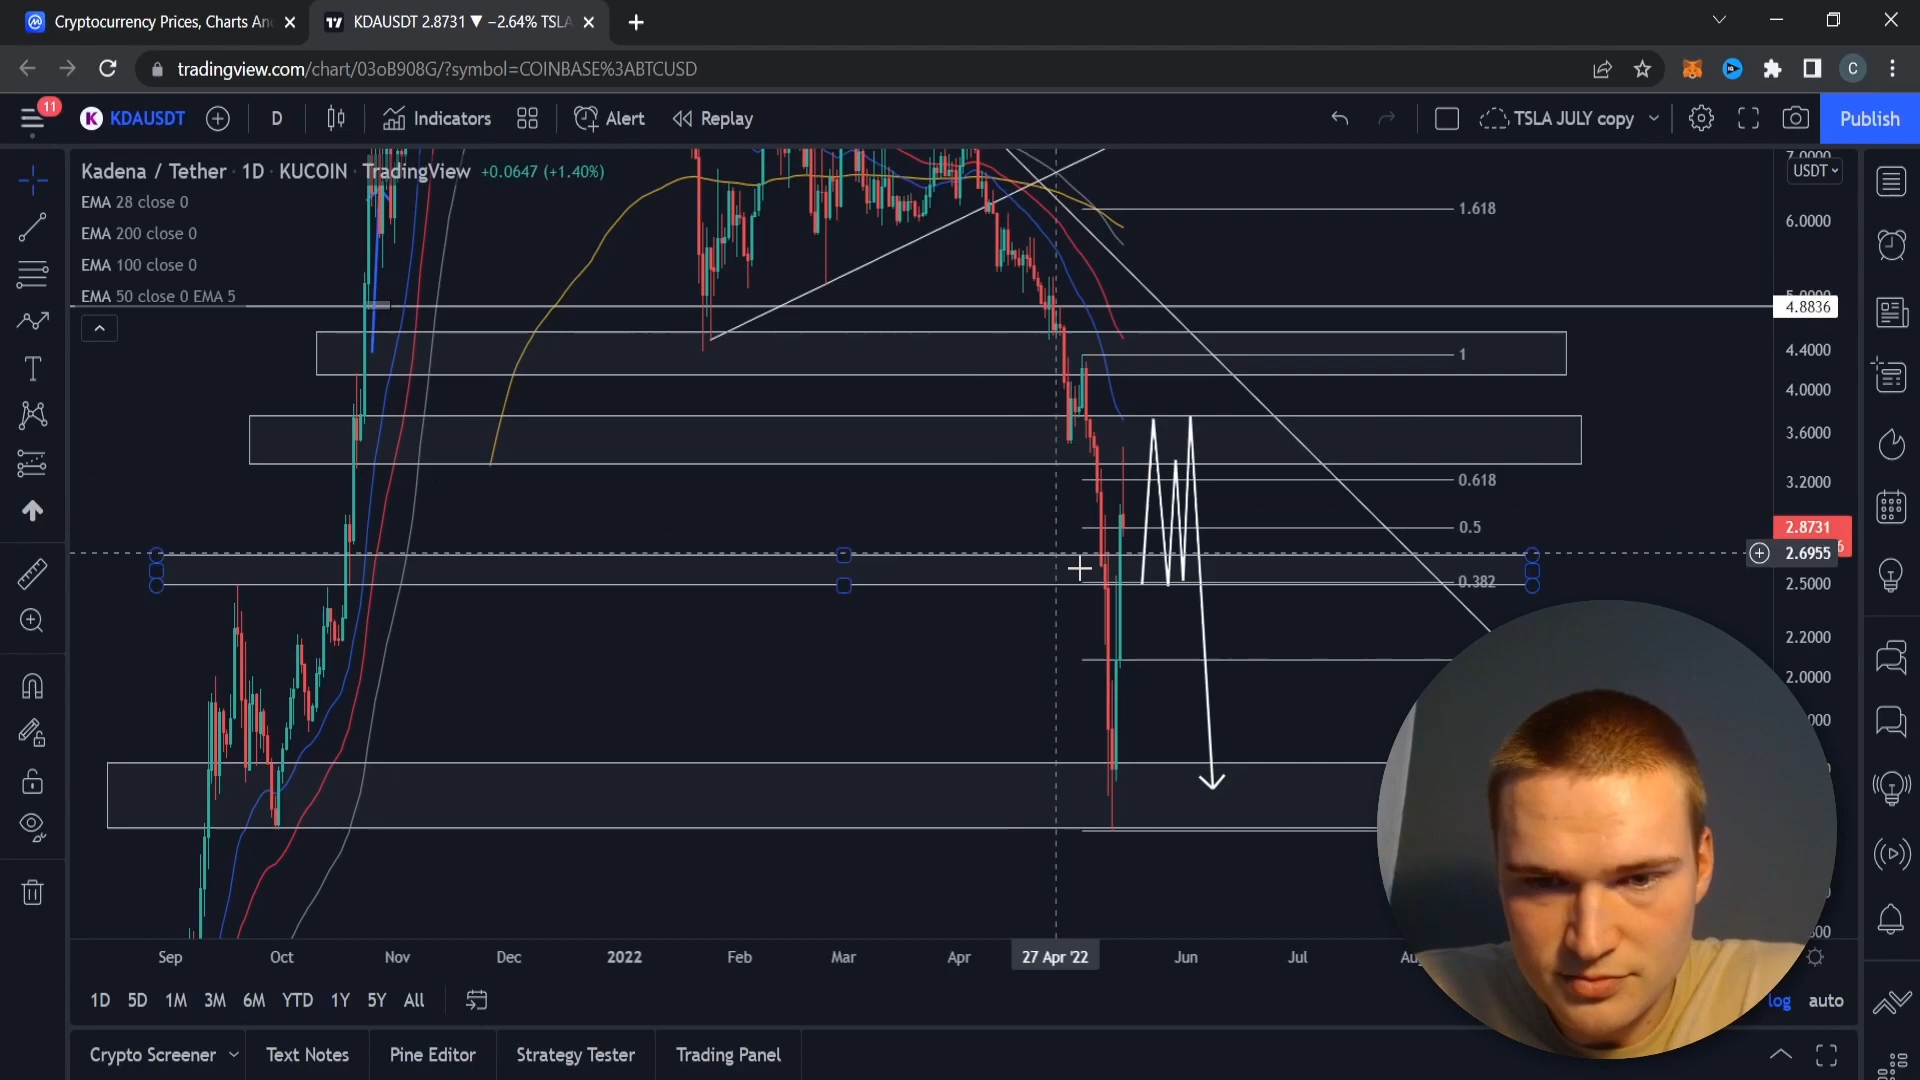 Cryptocurrency Prices, Charts An
KDAUSDT 2.8731 ▼ −2.64% TSLA
tradingview.com/chart/03oB908G/?symbol=COINBASE%3ABTCUSD
C
11
KDAUSDT
D
Indicators
Alert
Replay
TSLA JULY copy
Publish
Kadena / Tether · 1D · KUCOIN · TradingView +0.0647 (+1.40%)
EMA 28 close 0
EMA 200 close 0
EMA 100 close 0
EMA 50 close 0 EMA 5
7.0000
USDT
6.0000
5.0000
4.8836
4.4000
4.0000
3.6000
3.2000
2.8731
6
2.6955
2.5000
2.2000
2.0000
1.618
1
0.618
0.5
0.382
Sep
Oct
Nov
Dec
2022
Feb
Mar
Apr
27 Apr '22
Jun
Jul
1D 5D 1M 3M 6M YTD 1Y 5Y All
log auto
Crypto Screener
Text Notes
Pine Editor
Strategy Tester
Trading Panel